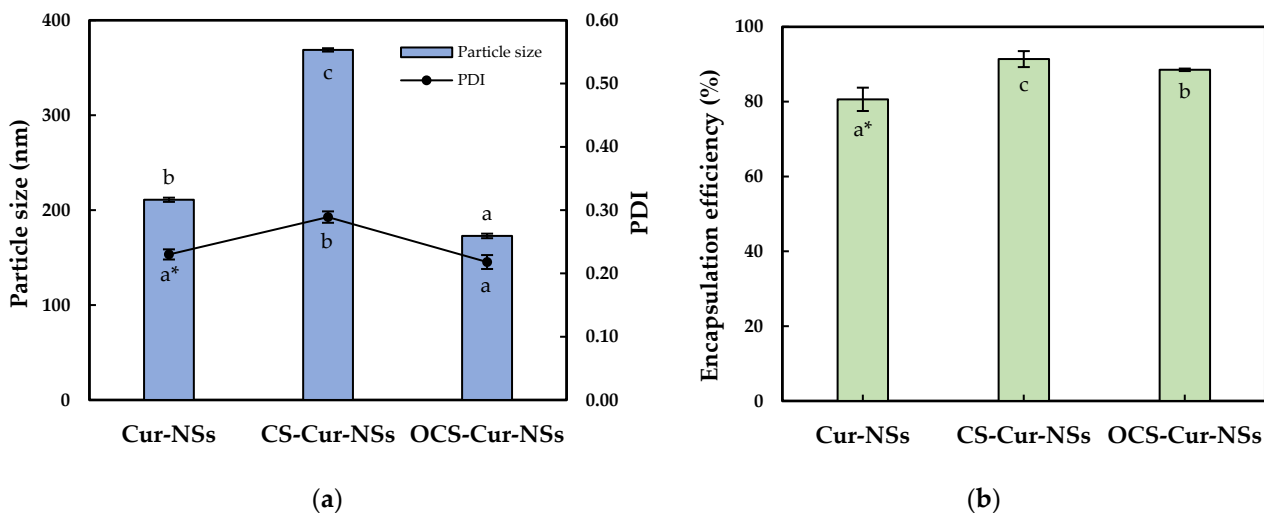 400
300
200
100
0
Particle size (nm)
0.60
0.50
0.40
0.30
0.20
0.10
0.00
PDI
Particle size
PDI
b
c
a
a*
b
a
Cur-NSs
CS-Cur-NSs
OCS-Cur-NSs
(a)
100
80
60
40
20
0
Encapsulation efficiency (%)
a*
c
b
Cur-NSs
CS-Cur-NSs
OCS-Cur-NSs
(b)